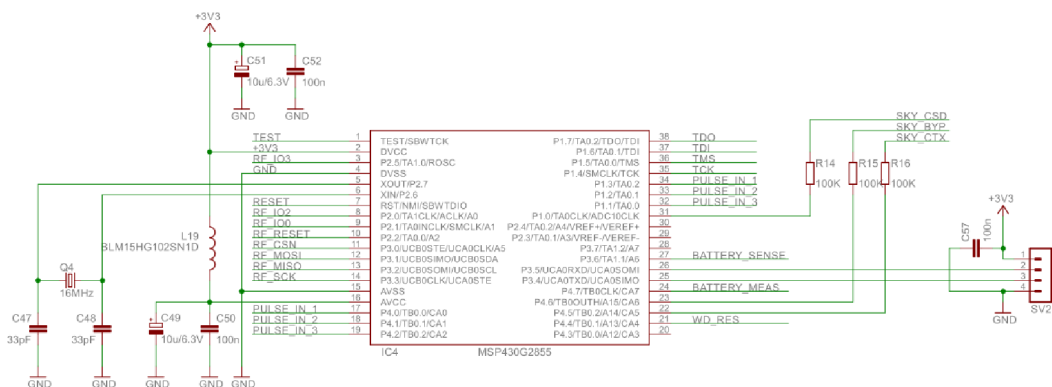 +3V3
C51
10u/6.3V
C52
100n
GND
GND
TEST
+3V3
RF_IO3
GND
RESET
RF_IO2
RF_IO0
RF_RESET
RF_CSN
RF_MOSI
RF_MISO
RF_SCK
PULSE_IN_1
PULSE_IN_2
PULSE_IN_3
1
2
3
4
5
6
7
8
9
10
11
12
13
14
15
16
17
18
19
TEST/SBWTCK
DVCC
P2.5/TA1.0/ROSC
DVSS
XOUT/P2.7
XIN/P2.6
RST/NMI/SBWTDIO
P2.0/TA1CLK/ACLK/A0
P2.1/TA0INCLK/SMCLK/A1
P2.2/TA0.0/A2
P3.0/UCB0STE/UCA0CLK/A5
P3.1/UCB0SIMO/UCB0SDA
P3.2/UCB0SOMI/UCB0SCL
P3.3/UCB0CLK/UCA0STE
AVSS
AVCC
P4.0/TB0.0/CA0
P4.1/TB0.1/CA1
P4.2/TB0.2/CA2
P1.7/TA0.2/TDO/TDI
P1.6/TA0.1/TDI
P1.5/TA0.0/TMS
P1.4/SMCLK/TCK
P1.3/TA0.2
P1.2/TA0.1
P1.1/TA0.0
P1.0/TA0CLK/ADC10CLK
P2.4/TA0.2/A4/VREF+/VEREF+
P2.3/TA0.1/A3/VREF-/VEREF-
P3.7/TA1.2/A7
P3.6/TA1.1/A6
P3.5/UCA0RXD/UCA0SOMI
P3.4/UCA0TXD/UCA0SIMO
P4.7/TB0CLK/CA7
P4.6/TB0OUTH/A15/CA6
P4.5/TB0.2/A14/CA5
P4.4/TB0.1/A13/CA4
P4.3/TB0.0/A12/CA3
38
37
36
35
34
33
32
31
30
29
28
27
26
25
24
23
22
21
20
TDO
TDI
TMS
TCK
PULSE_IN_1
PULSE_IN_2
PULSE_IN_3
BATTERY_SENSE
BATTERY_MEAS
WD_RES
IC4
MSP430G2855
SKY_CSD
SKY_BYP
SKY_CTX
R14
100K
R15
100K
R16
100K
+3V3
C57
100n
1
2
3
4
GND
SV2
L19
BLM15HG102SN1D
Q4
16MHz
C47
33pF
C48
33pF
C49
10u/6.3V
C50
100n
GND
GND
GND
GND
GND